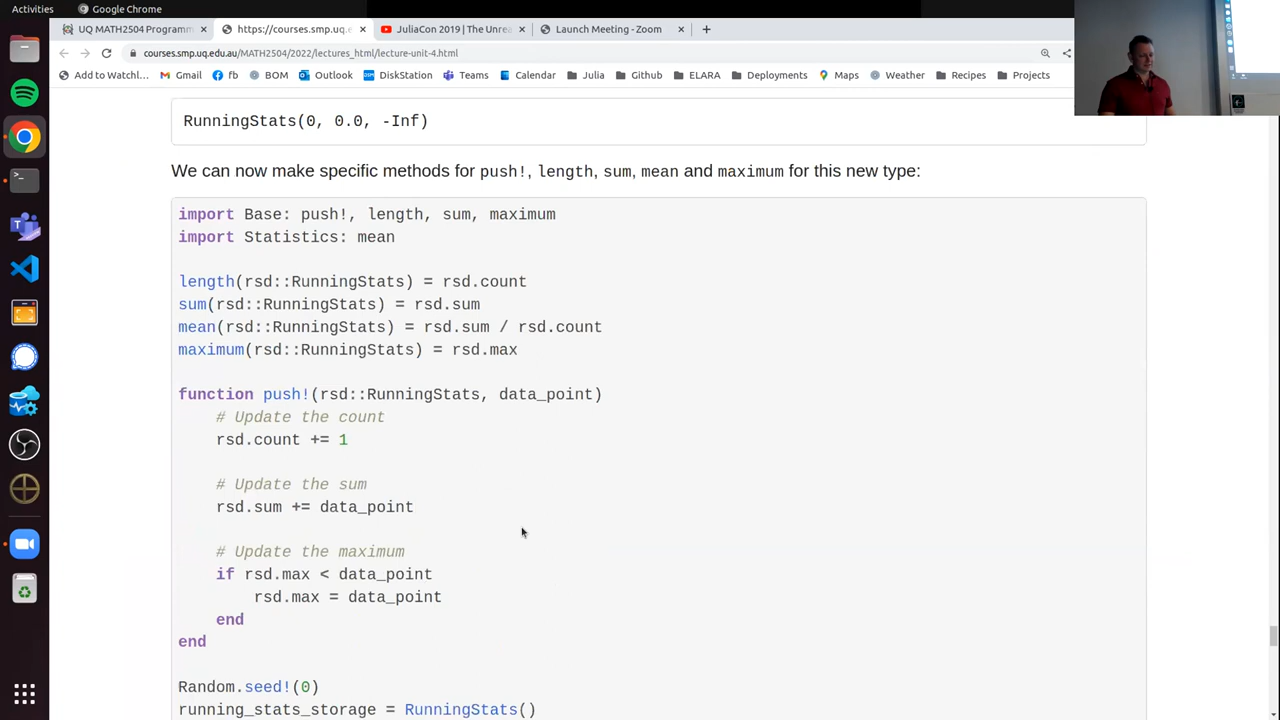 Activities
Google Chrome
UQ MATH2504 Programm
https://courses.smp.uq.e
JuliaCon 2019 | The Unrea
Launch Meeting - Zoom
courses.smp.uq.edu.au/MATH2504/2022/lectures_html/lecture-unit-4.html
Add to Watchl...
Gmail
fb
BOM
Outlook
DiskStation
Teams
Calendar
Julia
Github
ELARA
Deployments
Maps
Weather
Recipes
Projects
RunningStats(0, 0.0, -Inf)
We can now make specific methods for push!, length, sum, mean and maximum for this new type:
import Base: push!, length, sum, maximum
import Statistics: mean
length(rsd::RunningStats) = rsd.count
sum(rsd::RunningStats) = rsd.sum
mean(rsd::RunningStats) = rsd.sum / rsd.count
maximum(rsd::RunningStats) = rsd.max
function push!(rsd::RunningStats, data_point)
# Update the count
rsd.count += 1
# Update the sum
rsd.sum += data_point
# Update the maximum
if rsd.max < data_point
rsd.max = data_point
end
end
Random.seed!(0)
running_stats_storage = RunningStats()